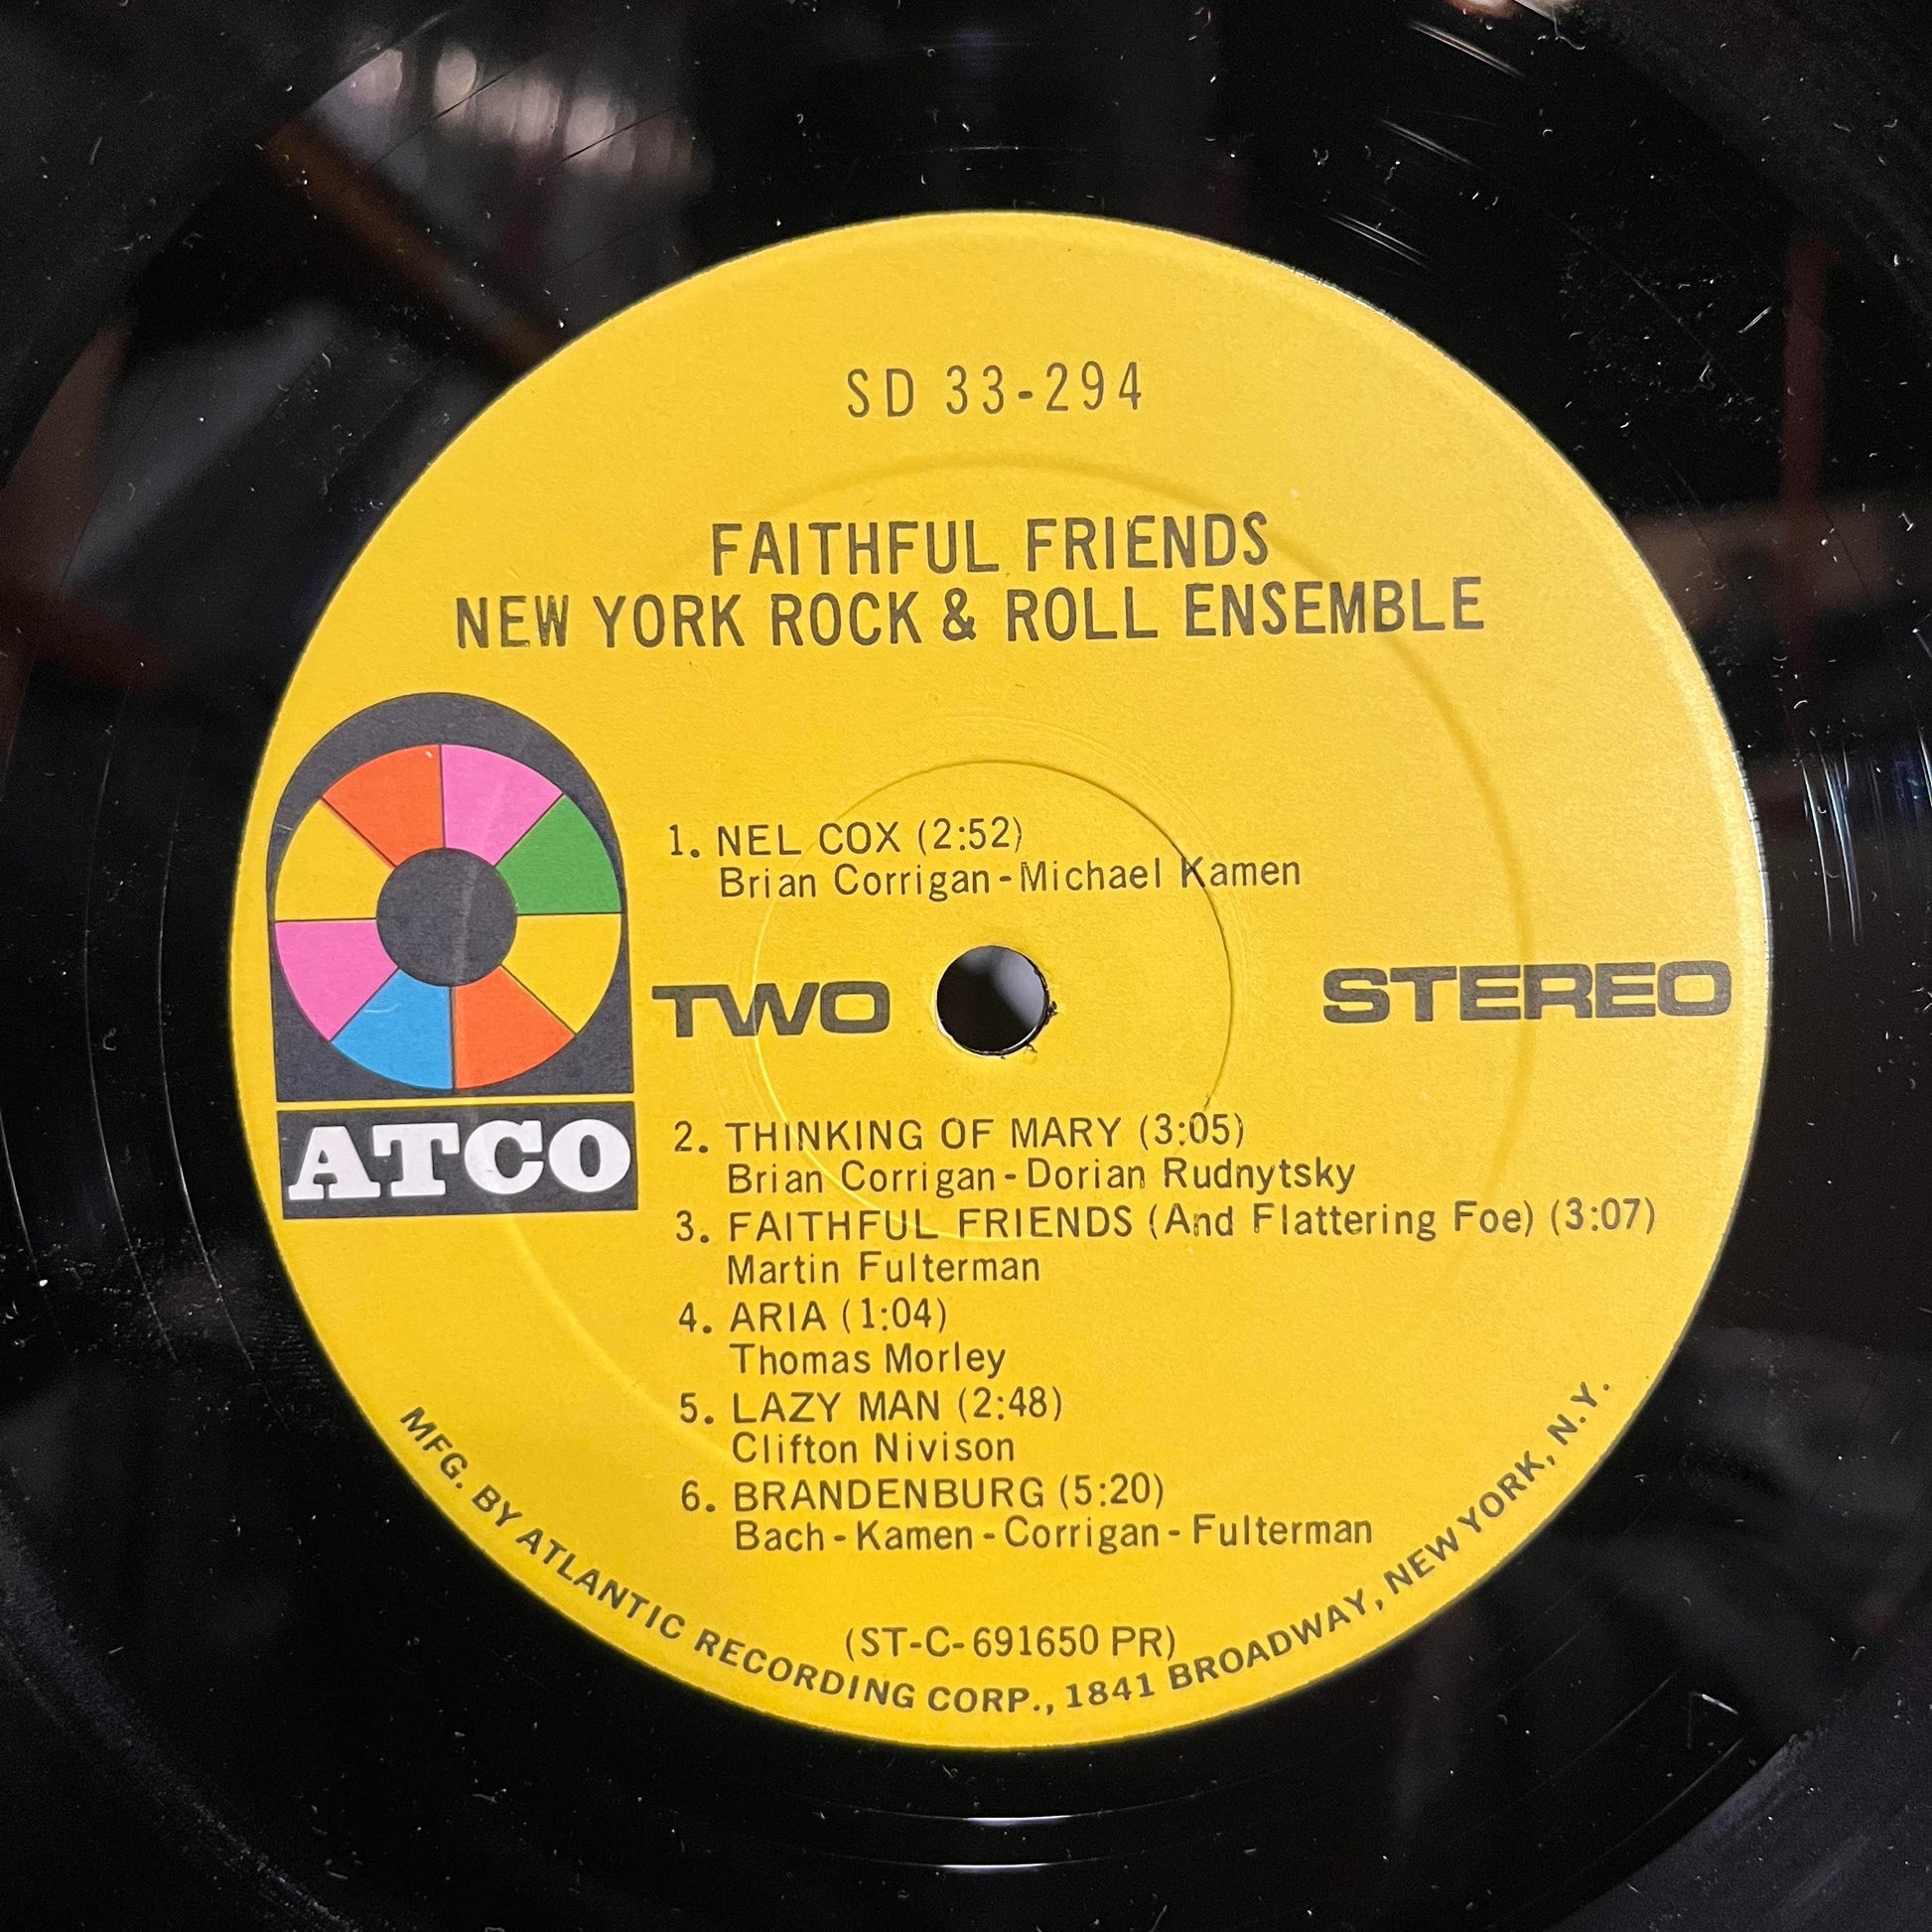 SD 33-294
FAITHFUL FRIENDS
NEW YORK ROCK & ROLL ENSEMBLE
1. NEL COX (2:52)
Brian Corrigan - Michael Kamen
TWO
STEREO
ATCO
2. THINKING OF MARY (3:05)
Brian Corrigan - Dorian Rudnytsky
3. FAITHFUL FRIENDS (And Flattering Foe) (3:07)
Martin Fulterman
4. ARIA (1:04)
Thomas Morley
5. LAZY MAN (2:48)
Clifton Nivison
6. BRANDENBURG (5:20)
Bach - Kamen - Corrigan - Fulterman
(ST-C-691650 PR)
MFG. BY ATLANTIC RECORDING CORP., 1841 BROADWAY, NEW YORK, N.Y.